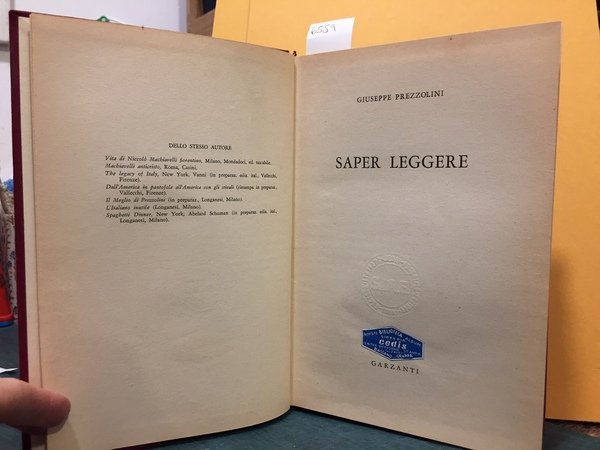 6559
DELLO STESSO AUTORE
Vita di Niccolò Machiavelli fiorentino, Milano, Mondadori, ed. tascabile.
Machiavelli anticristo, Roma, Casini.
The legacy of Italy, New York, Vanni (in preparaz. ediz. ital., Vallecchi,
Firenze).
Dall'America in pantofole all'America con gli stivali (ristampa in preparaz.,
Vallecchi, Firenze).
Il Meglio di Prezzolini (in preparaz., Longanesi, Milano).
L'Italiano inutile (Longanesi, Milano).
Spaghetti Dinner, New York, Abelard Schuman (in preparaz. ediz. ital.,
Longanesi, Milano).
GIUSEPPE PREZZOLINI
SAPER LEGGERE
BIBLIOTECA
cedis
GARZANTI